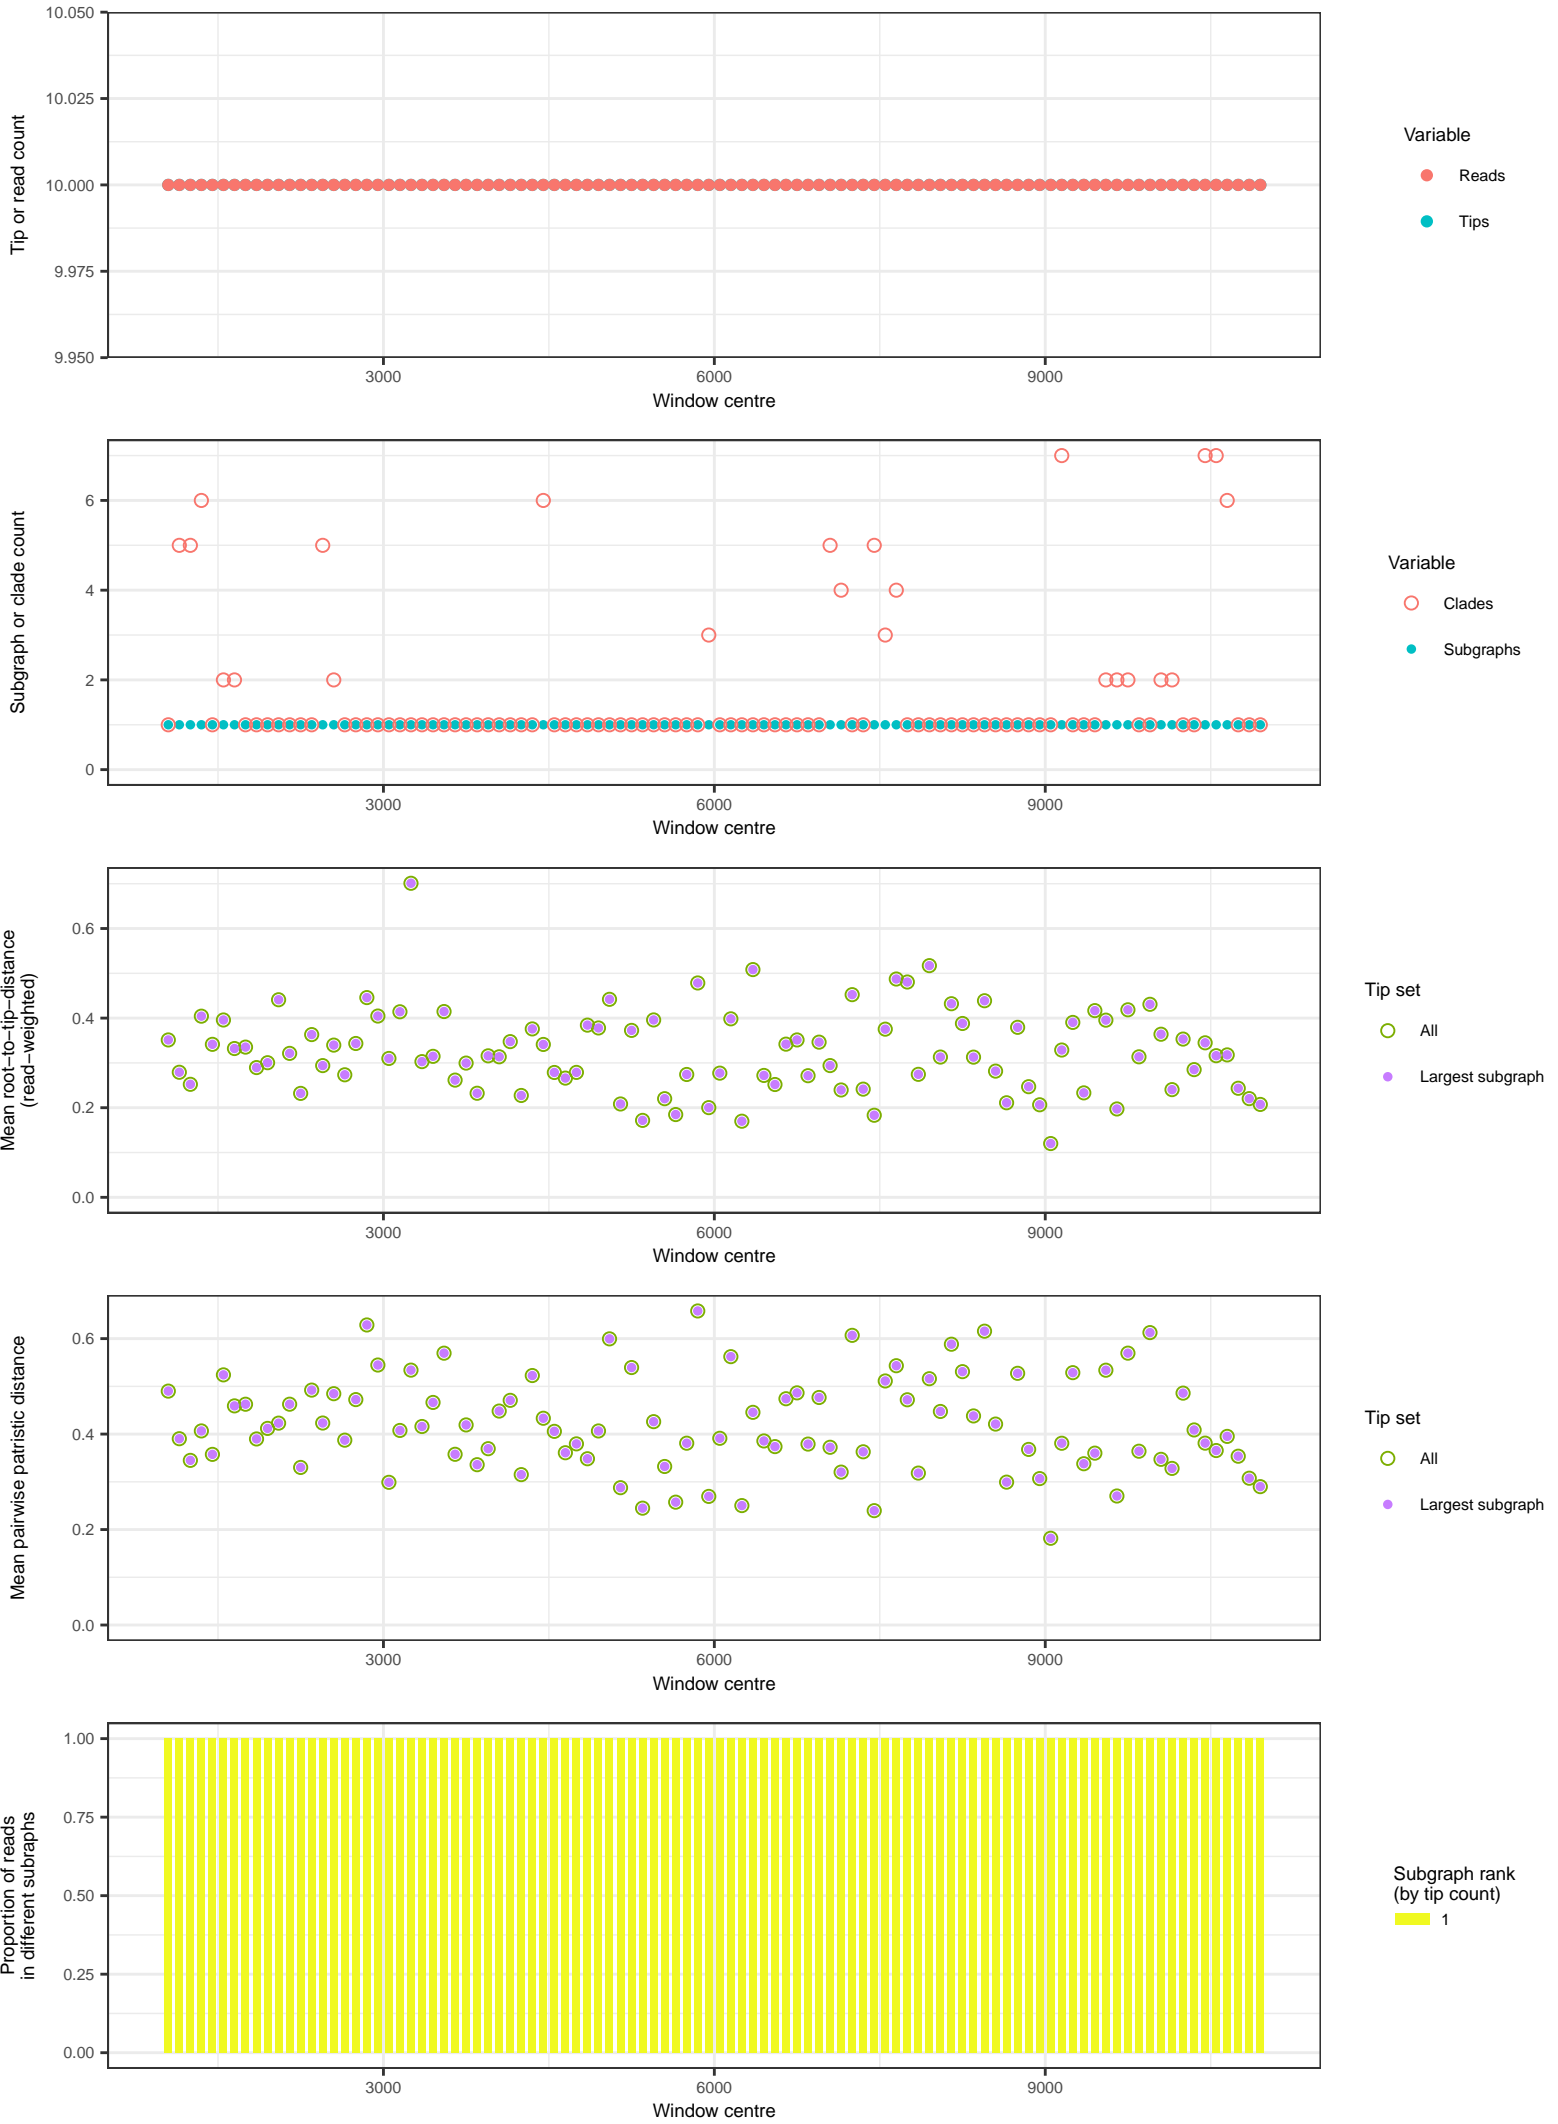 10.050
10.025
10.000
9.975
9.950
Tip or read count
3000 6000 9000
Window centre
Variable
Reads
Tips
6
4
2
0
Subgraph or clade count
3000 6000 9000
Window centre
Variable
Clades
Subgraphs
0.6
0.4
0.2
0.0
Mean root−to−tip−distance
(read−weighted)
3000 6000 9000
Window centre
Tip set
All
Largest subgraph
0.6
0.4
0.2
0.0
Mean pairwise patristic distance
3000 6000 9000
Window centre
Tip set
All
Largest subgraph
1.00
0.75
0.50
0.25
0.00
Proportion of reads
in different subraphs
3000 6000 9000
Window centre
Subgraph rank
(by tip count)
1